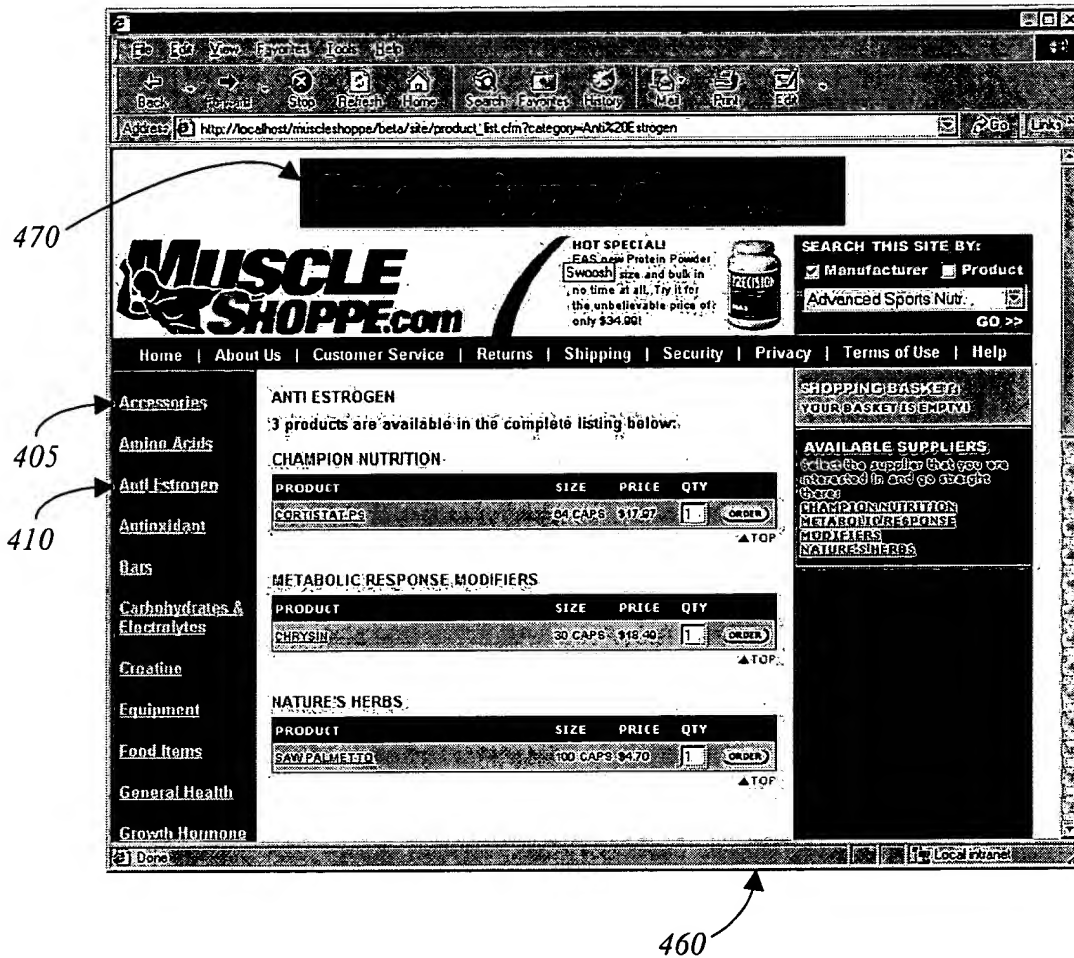 File Edit View Favorites Tools Help
Back Forward Stop Refresh Home Search Favorites History Mail Print Edit
Address http://localhost/muscleshoppe/beta/site/product_list.cfm?category=Anti%20Estrogen Go Links
470
MUSCLE
SHOPPE.com
HOT SPECIAL!
EAS new Protein Powder
Swoosh size and bulk in
no time at all. Try it for
the unbelievable price of
only $34.99!
PRECISION
SEARCH THIS SITE BY:
Manufacturer Product
Advanced Sports Nutr.
GO >>
Home | About Us | Customer Service | Returns | Shipping | Security | Privacy | Terms of Use | Help
405
410
Accessories
Amino Acids
Anti Estrogen
Antioxidant
Bars
Carbohydrates &
Electrolytes
Creatine
Equipment
Food Items
General Health
Growth Hormone
ANTI ESTROGEN
3 products are available in the complete listing below:
CHAMPION NUTRITION
PRODUCT SIZE PRICE QTY
CORTISTAT-PS 84 CAPS $17.97 1 ORDER
▲TOP
METABOLIC RESPONSE MODIFIERS
PRODUCT SIZE PRICE QTY
CHRYSIN 30 CAPS $18.40 1 ORDER
▲TOP
NATURE'S HERBS
PRODUCT SIZE PRICE QTY
SAW PALMETTO 100 CAPS $4.70 1 ORDER
▲TOP
SHOPPING BASKET:
YOUR BASKET IS EMPTY!
AVAILABLE SUPPLIERS
Select the supplier that you are
interested in and go straight
there:
CHAMPION NUTRITION
METABOLIC RESPONSE
MODIFIERS
NATURE'S HERBS
Done Local intranet
460